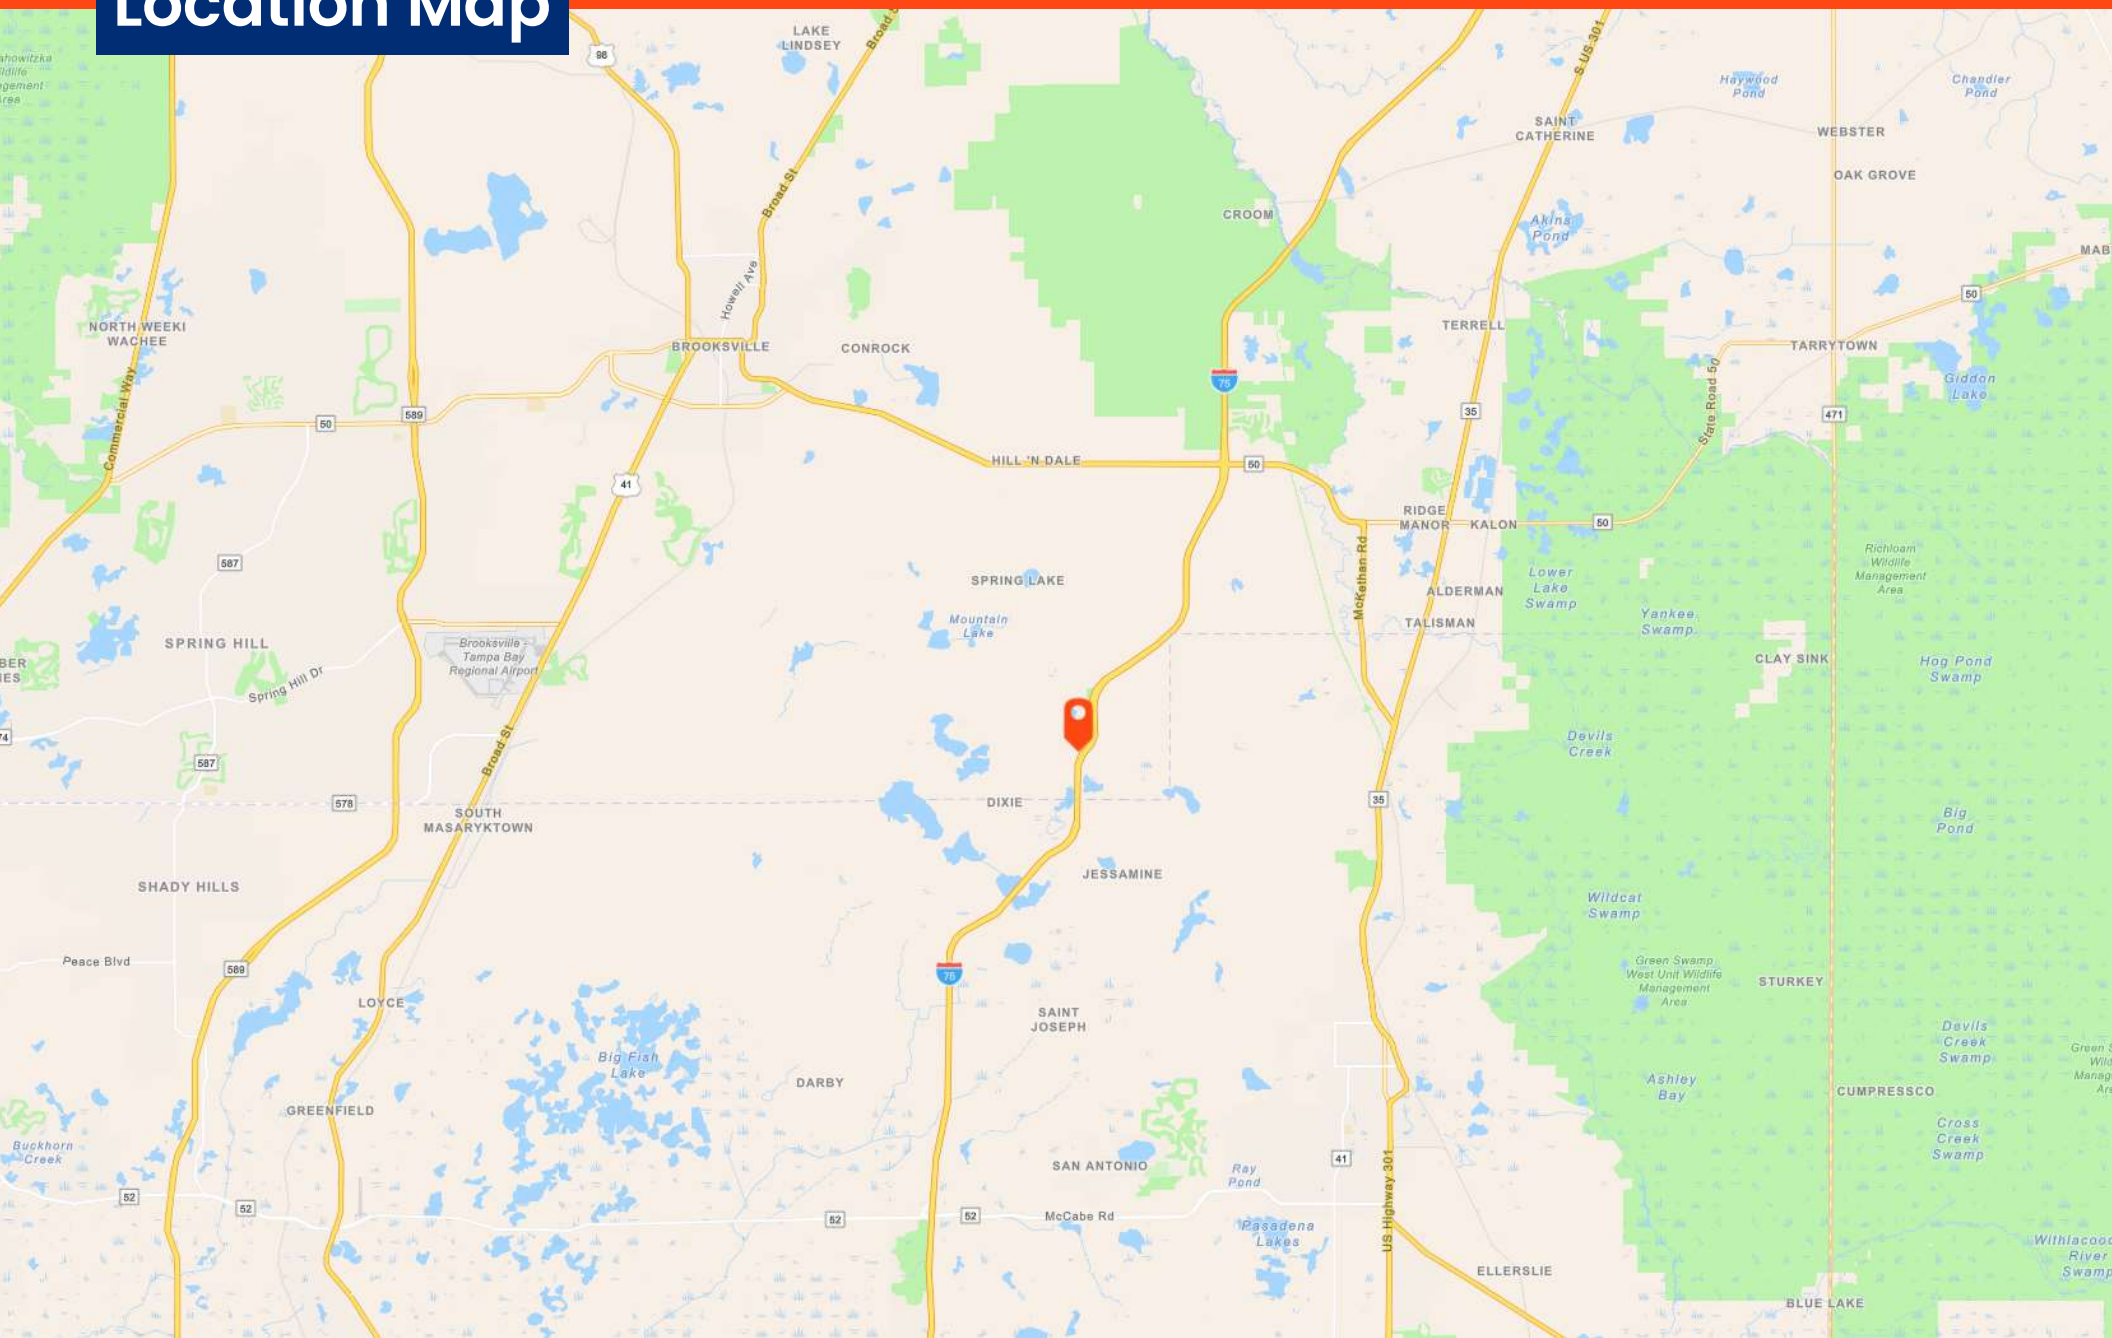 Location Map
98
LAKE
LINDSEY
Broad
S US 301
Haywood
Pond
Chandler
Pond
SAINT
CATHERINE
WEBSTER
OAK GROVE
Broad St
CROOM
Akins
Pond
Howell Ave
50
NORTH WEEKI
WACHEE
BROOKSVILLE
CONROCK
TERRELL
TARRYTOWN
75
Giddon
Lake
Commercial Way
589
50
35
471
State Road 50
HILL 'N DALE
50
41
RIDGE
MANOR
KALON
50
587
SPRING LAKE
McKethan Rd
Richloam
Wildlife
Management
Area
Lower
Lake
Swamp
ALDERMAN
Mountain
Lake
TALISMAN
Yankee
Swamp
SPRING HILL
Brooksville -
Tampa Bay
Regional Airport
CLAY SINK
Hog Pond
Swamp
Spring Hill Dr
Devils
Creek
587
Broad St
578
DIXIE
35
SOUTH
MASARYKTOWN
Big
Pond
JESSAMINE
SHADY HILLS
Wildcat
Swamp
Peace Blvd
589
75
Green Swamp
West Unit Wildlife
Management
Area
STURKEY
LOYCE
SAINT
JOSEPH
Devils
Creek
Swamp
Big Fish
Lake
DARBY
Ashley
Bay
CUMPRESSCO
GREENFIELD
Cross
Creek
Swamp
Buckhorn
Creek
SAN ANTONIO
Ray
Pond
41
52
52
52
52
McCabe Rd
US Highway 301
Pasadena
Lakes
River
Swamp
ELLERSLIE
BLUE LAKE